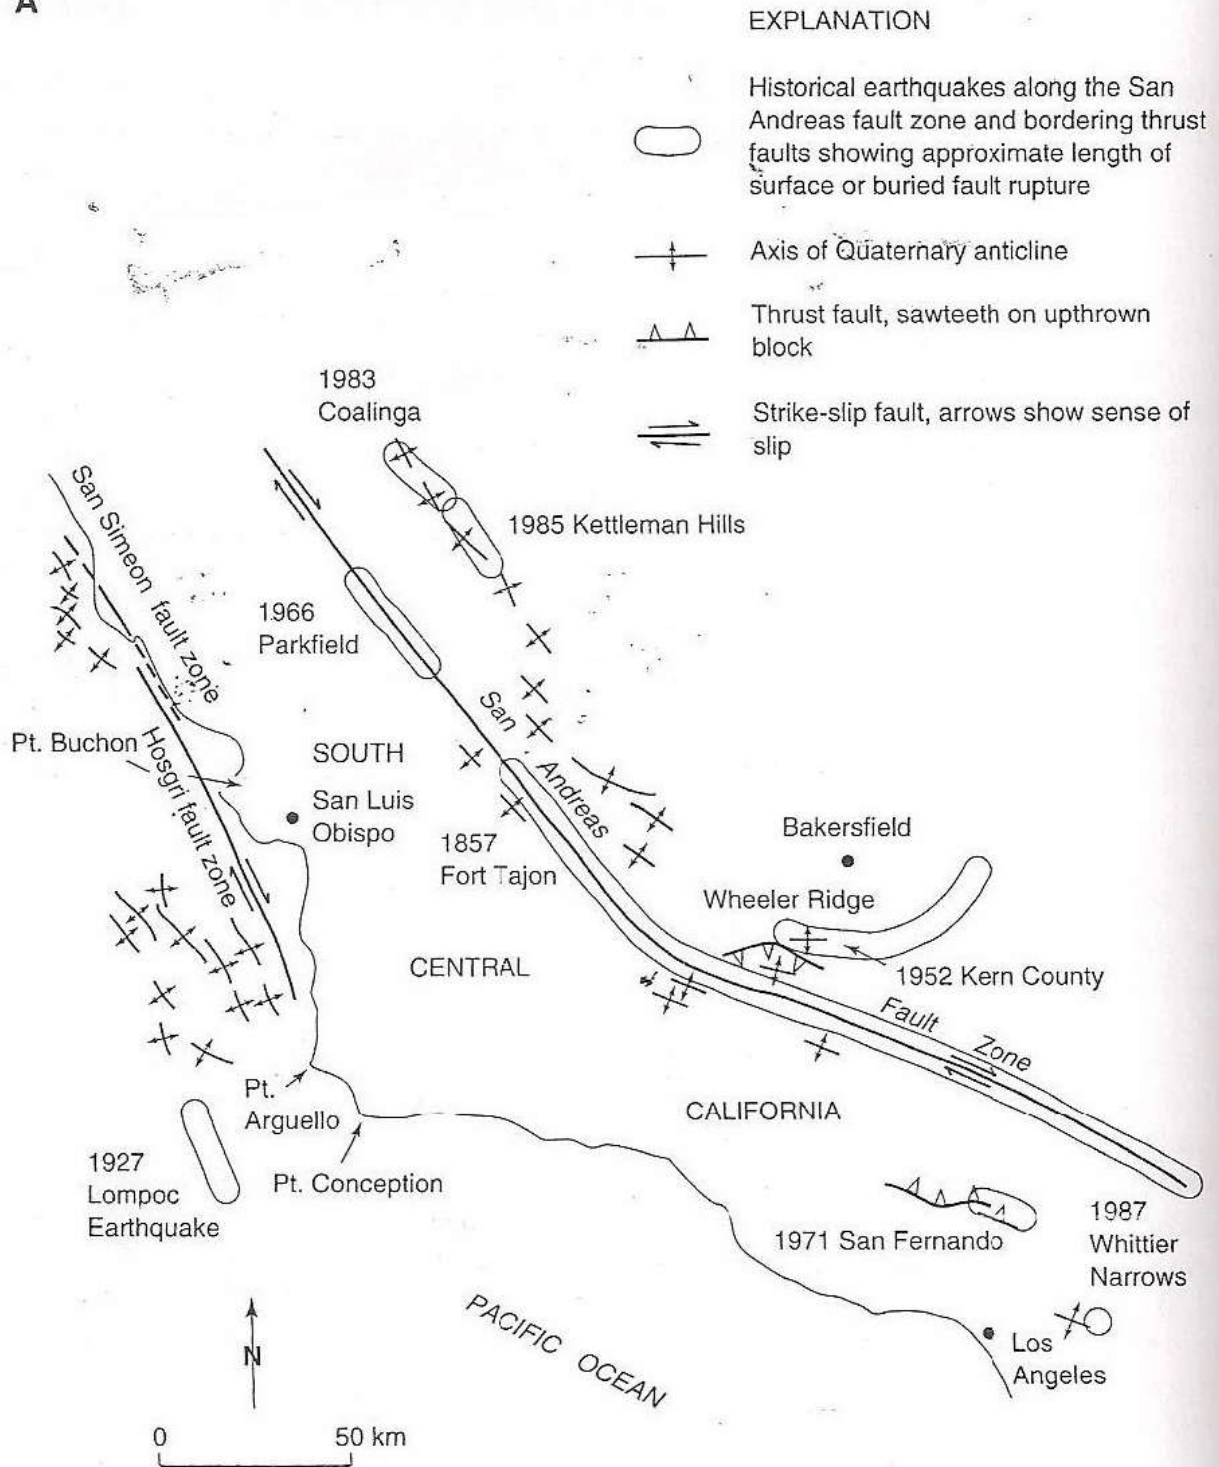 A
EXPLANATION
Historical earthquakes along the San
Andreas fault zone and bordering thrust
faults showing approximate length of
surface or buried fault rupture
Axis of Quaternary anticline
Thrust fault, sawteeth on upthrown
block
Strike-slip fault, arrows show sense of
slip
1983
Coalinga
San Simeon fault zone
1985 Kettleman Hills
1966
Parkfield
San
Andreas
Fault
Zone
Pt. Buchon
Hosgri fault zone
SOUTH
San Luis
Obispo
1857
Fort Tajon
Bakersfield
Wheeler Ridge
CENTRAL
1952 Kern County
Pt.
Arguello
CALIFORNIA
1927
Lompoc
Earthquake
Pt. Conception
1971 San Fernando
1987
Whittier
Narrows
PACIFIC OCEAN
N
Los
Angeles
0 50 km